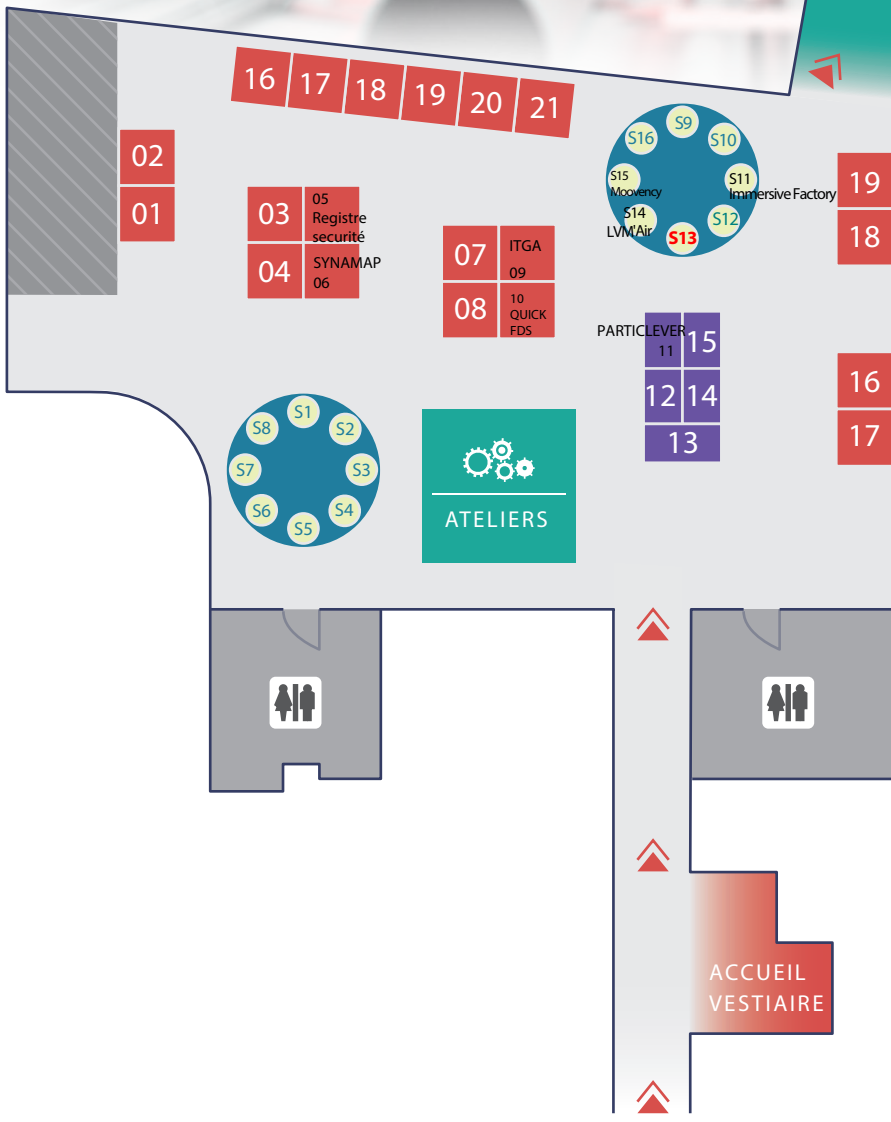 16
17
18
19
20
21
02
01
03
05
Registre
securité
04
SYNAMAP
06
07
ITGA
09
08
10
QUICK
FDS
S9
S16
S10
S15
Moovency
S11
Immersive Factory
S14
LVM'Air
S12
S13
19
18
PARTICLEVER
11
15
12
14
13
16
17
S1
S8
S2
S7
S3
S6
S4
S5
ATELIERS
ACCUEIL
VESTIAIRE